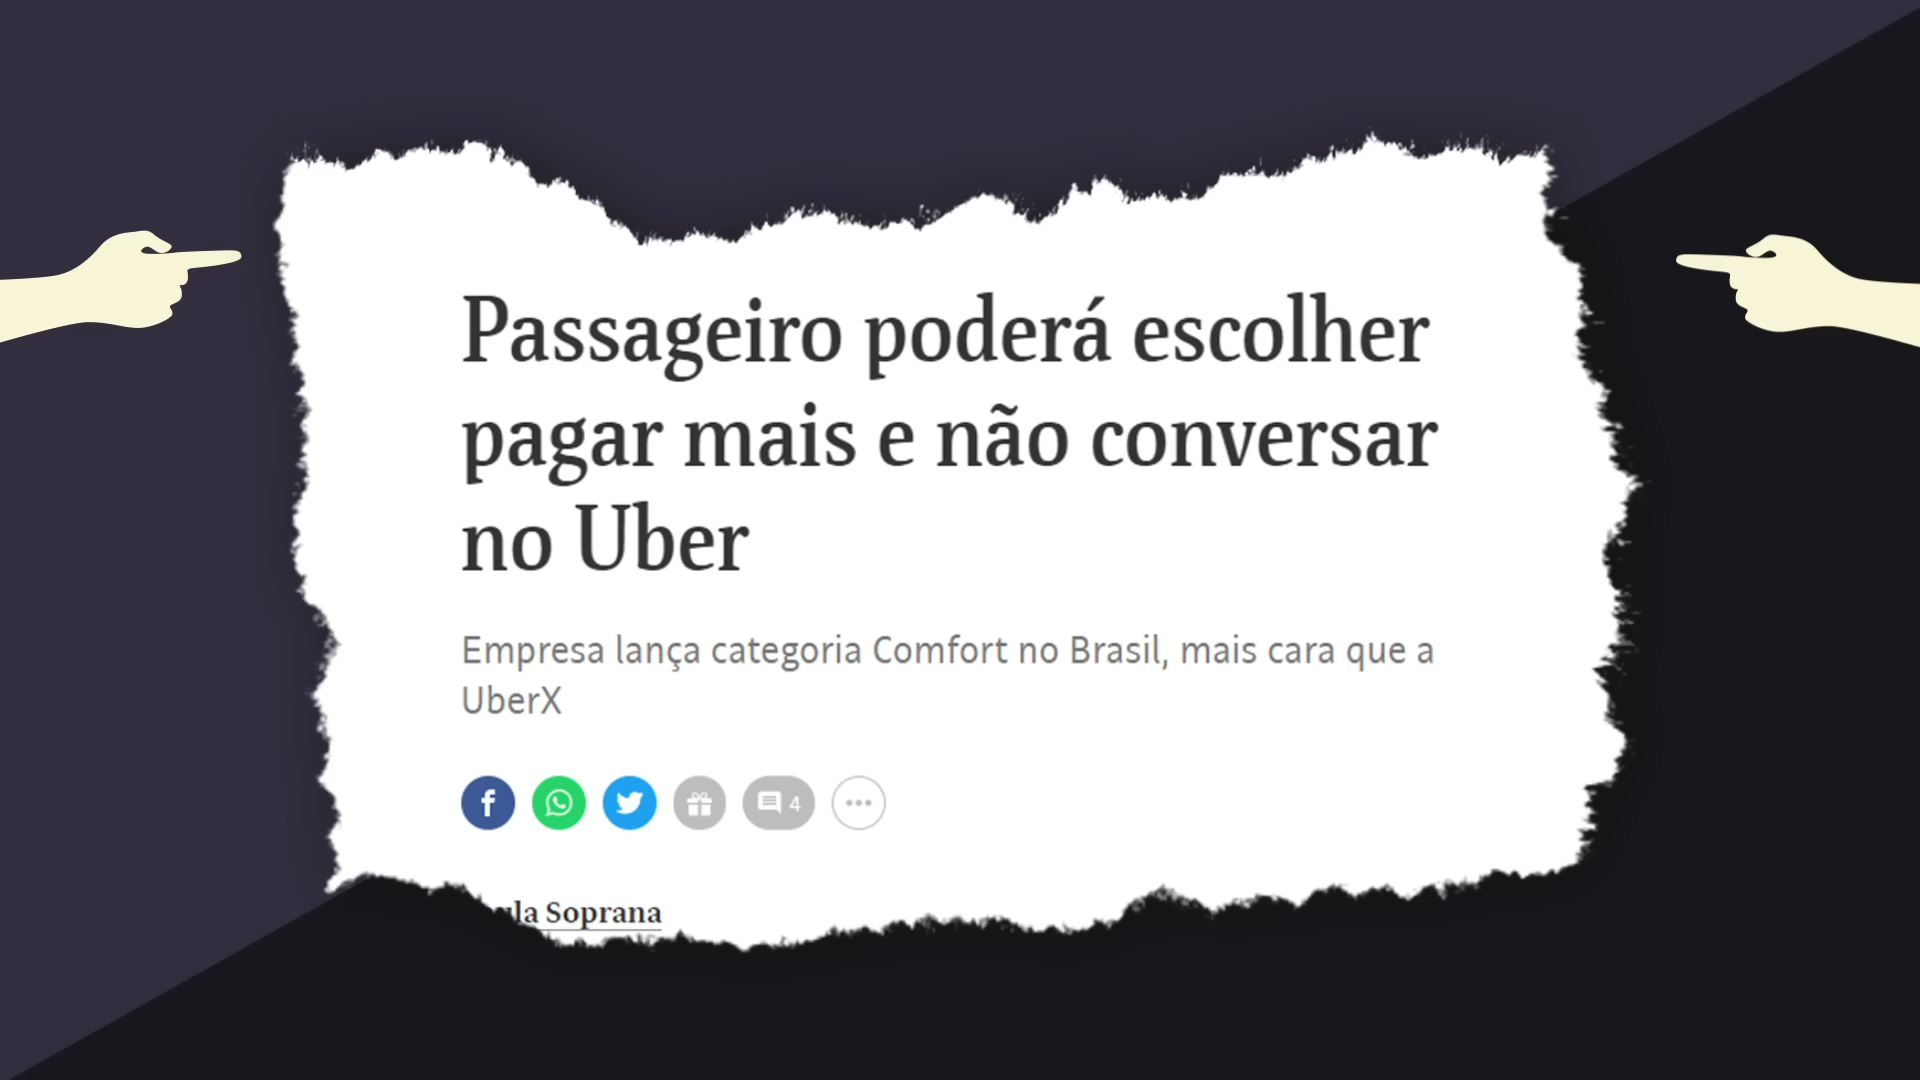 Passageiro poderá escolher
pagar mais e não conversar
no Uber
Empresa lança categoria Comfort no Brasil, mais cara que a
UberX
f
4
Soprana